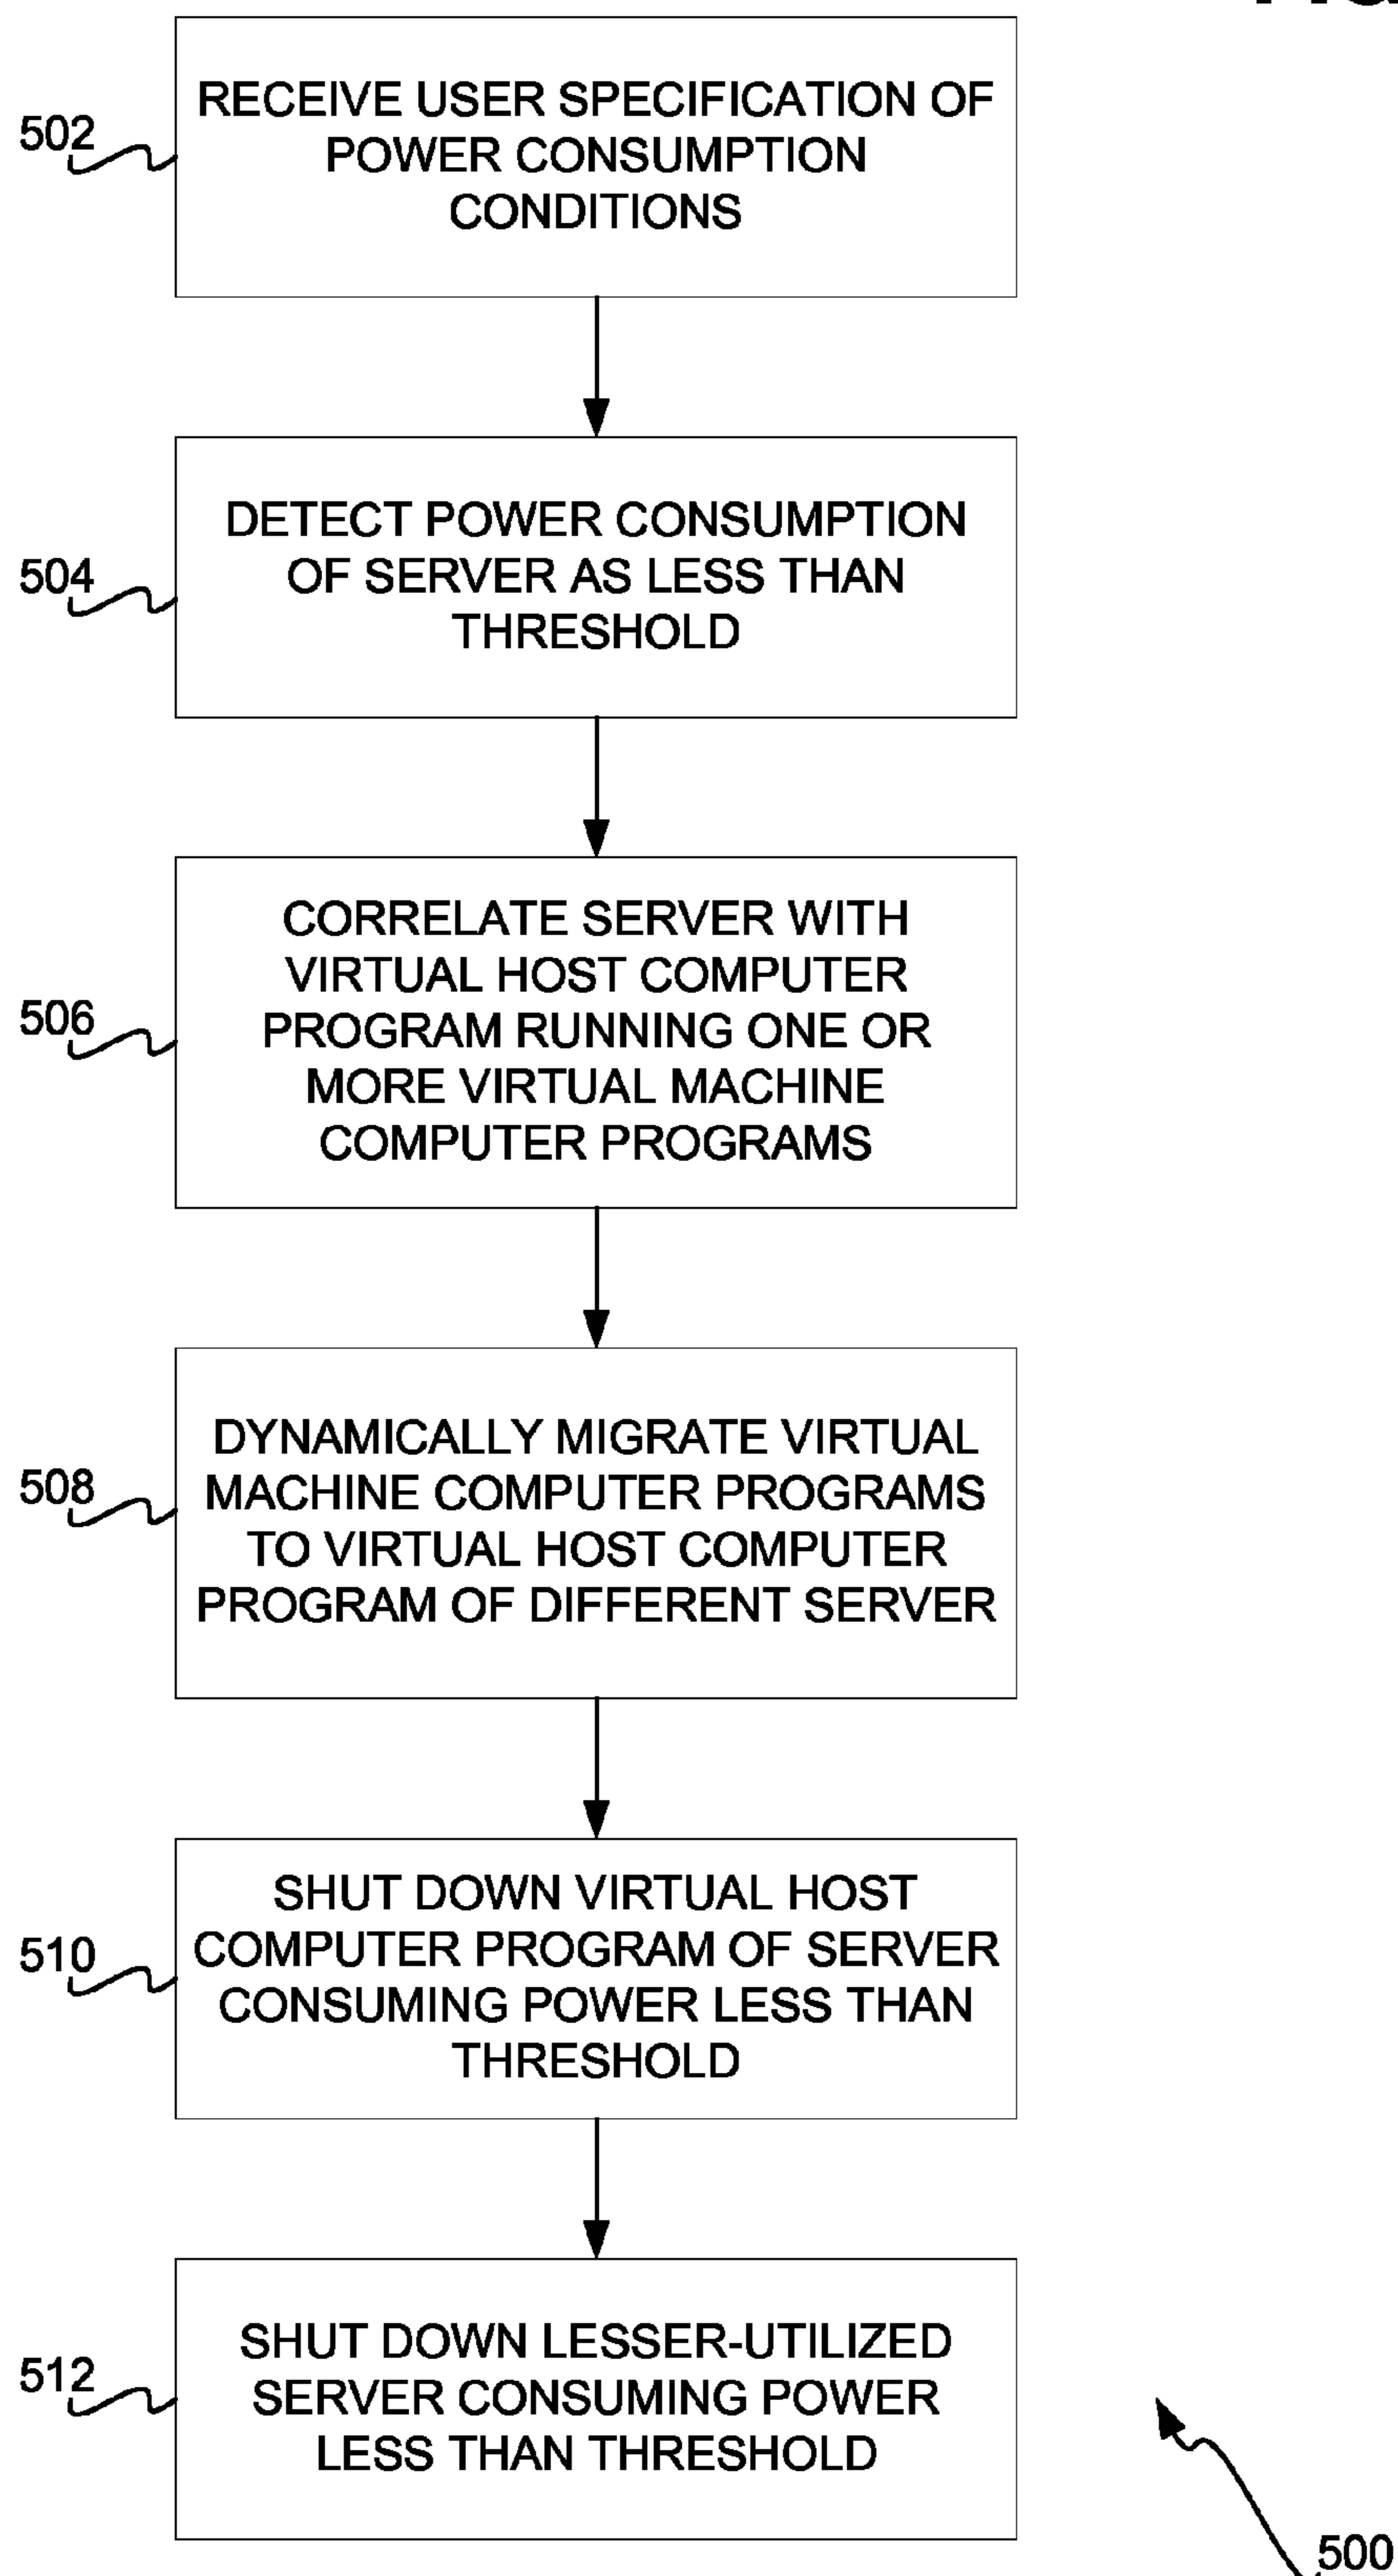 502
RECEIVE USER SPECIFICATION OF
POWER CONSUMPTION
CONDITIONS
504
DETECT POWER CONSUMPTION
OF SERVER AS LESS THAN
THRESHOLD
506
CORRELATE SERVER WITH
VIRTUAL HOST COMPUTER
PROGRAM RUNNING ONE OR
MORE VIRTUAL MACHINE
COMPUTER PROGRAMS
508
DYNAMICALLY MIGRATE VIRTUAL
MACHINE COMPUTER PROGRAMS
TO VIRTUAL HOST COMPUTER
PROGRAM OF DIFFERENT SERVER
510
SHUT DOWN VIRTUAL HOST
COMPUTER PROGRAM OF SERVER
CONSUMING POWER LESS THAN
THRESHOLD
512
SHUT DOWN LESSER-UTILIZED
SERVER CONSUMING POWER
LESS THAN THRESHOLD
500